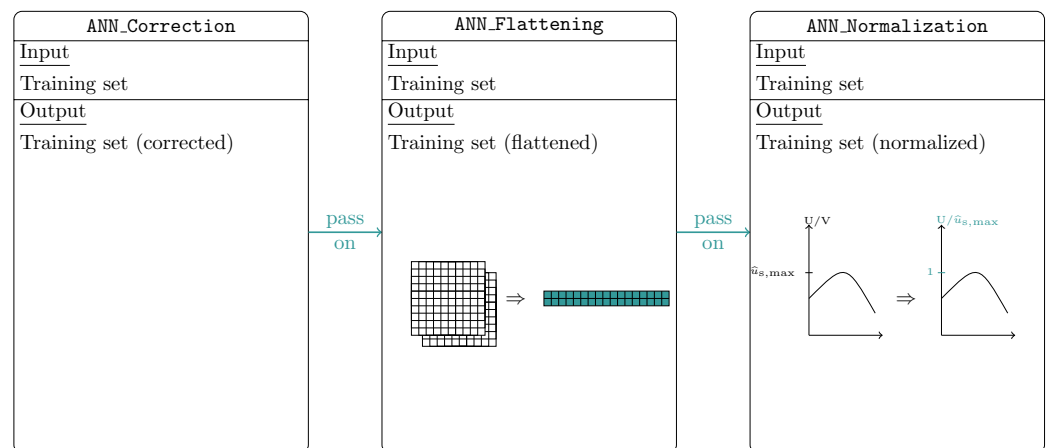 ANN_Correction
Input
Training set
Output
Training set (corrected)
pass
on
ANN_Flattening
Input
Training set
Output
Training set (flattened)
⇒
pass
on
ANN_Normalization
Input
Training set
Output
Training set (normalized)
U/V
û_s,max
⇒
U/û_s,max
1